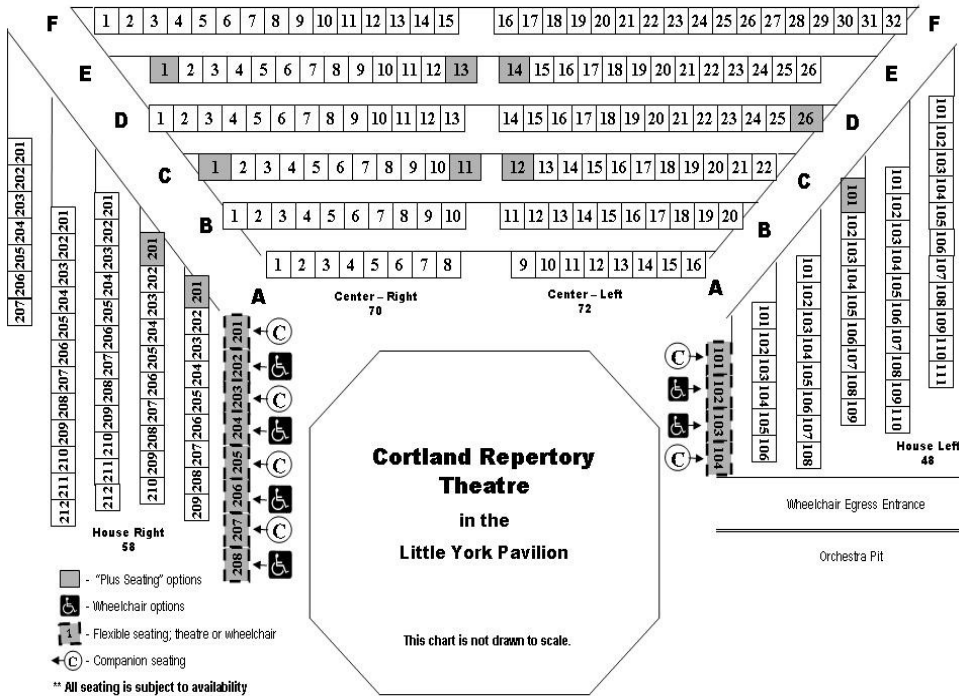 F 1 2 3 4 5 6 7 8 9 10 11 12 13 14 15 16 17 18 19 20 21 22 23 24 25 26 27 28 29 30 31 32 F
E 1 2 3 4 5 6 7 8 9 10 11 12 13 14 15 16 17 18 19 20 21 22 23 24 25 26 E
D 1 2 3 4 5 6 7 8 9 10 11 12 13 14 15 16 17 18 19 20 21 22 23 24 25 26 D
C 1 2 3 4 5 6 7 8 9 10 11 12 13 14 15 16 17 18 19 20 21 22 C
B 1 2 3 4 5 6 7 8 9 10 11 12 13 14 15 16 17 18 19 20 B
A 1 2 3 4 5 6 7 8 9 10 11 12 13 14 15 16 A
Center – Right
70
Center – Left
72
201 202 203 204 205 206 207
201 202 203 204 205 206 207 208 209 210 211 212
201 202 203 204 205 206 207 208 209 210 211 212
201 202 203 204 205 206 207 208 209 210
201 202 203 204 205 206 207 208 209
201 202 203 204 205 206 207 208
C
C
C
C
House Right
58
C
C
101 102 103 104
101 102 103 104 105 106
101 102 103 104 105 106 107 108
101 102 103 104 105 106 107 108 109
101 102 103 104 105 106 107 108 109 110
101 102 103 104 105 106 107 108 109 110 111
House Left
48
Cortland Repertory
Theatre
in the
Little York Pavilion
This chart is not drawn to scale.
Wheelchair Egress Entrance
Orchestra Pit
- "Plus Seating" options
- Wheelchair options
1 - Flexible seating; theatre or wheelchair
C - Companion seating
** All seating is subject to availability